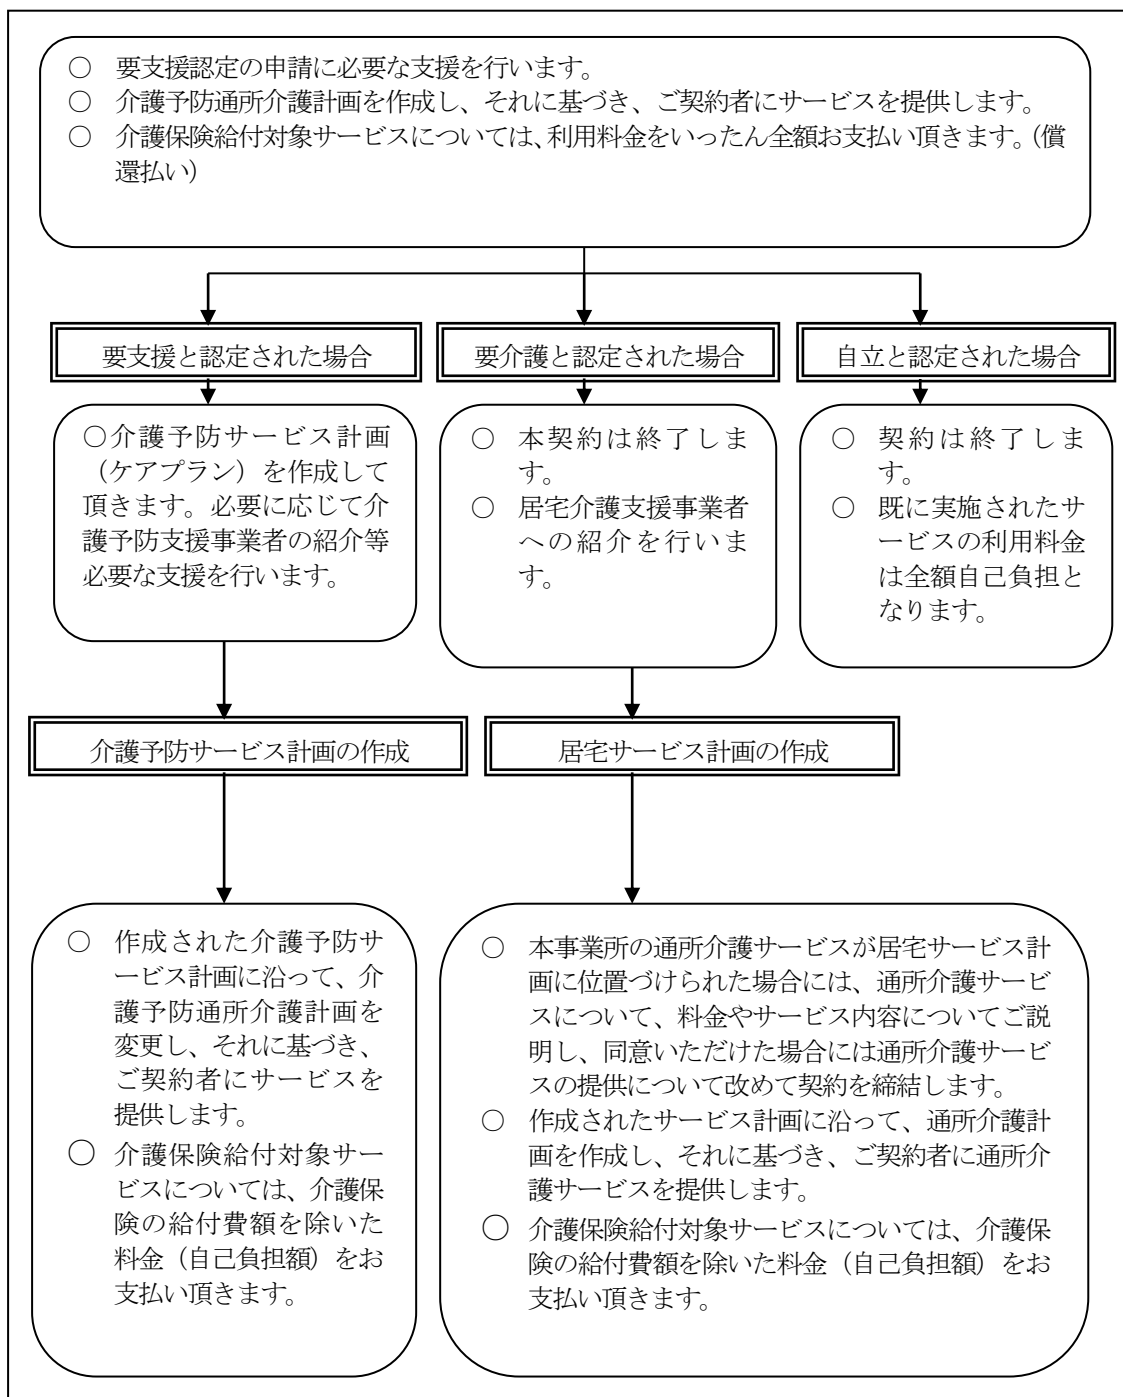 ○ 要支援認定の申請に必要な支援を行います。
○ 介護予防通所介護計画を作成し、それに基づき、ご契約者にサービスを提供します。
○ 介護保険給付対象サービスについては、利用料金をいったん全額お支払い頂きます。(償
還払い)
要支援と認定された場合
要介護と認定された場合
自立と認定された場合
○介護予防サービス計画
（ケアプラン）を作成して
頂きます。必要に応じて介
護予防支援事業者の紹介等
必要な支援を行います。
○ 本契約は終了しま
す。
○ 居宅介護支援事業者
への紹介を行いま
す。
○ 契約は終了しま
す。
○ 既に実施されたサ
ービスの利用料金
は全額自己負担と
なります。
介護予防サービス計画の作成
居宅サービス計画の作成
○ 作成された介護予防サ
ービス計画に沿って、介
護予防通所介護計画を
変更し、それに基づき、
ご契約者にサービスを
提供します。
○ 介護保険給付対象サー
ビスについては、介護保
険の給付費額を除いた
料金（自己負担額）をお
支払い頂きます。
○ 本事業所の通所介護サービスが居宅サービス計
画に位置づけられた場合には、通所介護サービ
スについて、料金やサービス内容についてご説
明し、同意いただけた場合には通所介護サービ
スの提供について改めて契約を締結します。
○ 作成されたサービス計画に沿って、通所介護計
画を作成し、それに基づき、ご契約者に通所介
護サービスを提供します。
○ 介護保険給付対象サービスについては、介護保
険の給付費額を除いた料金（自己負担額）をお
支払い頂きます。